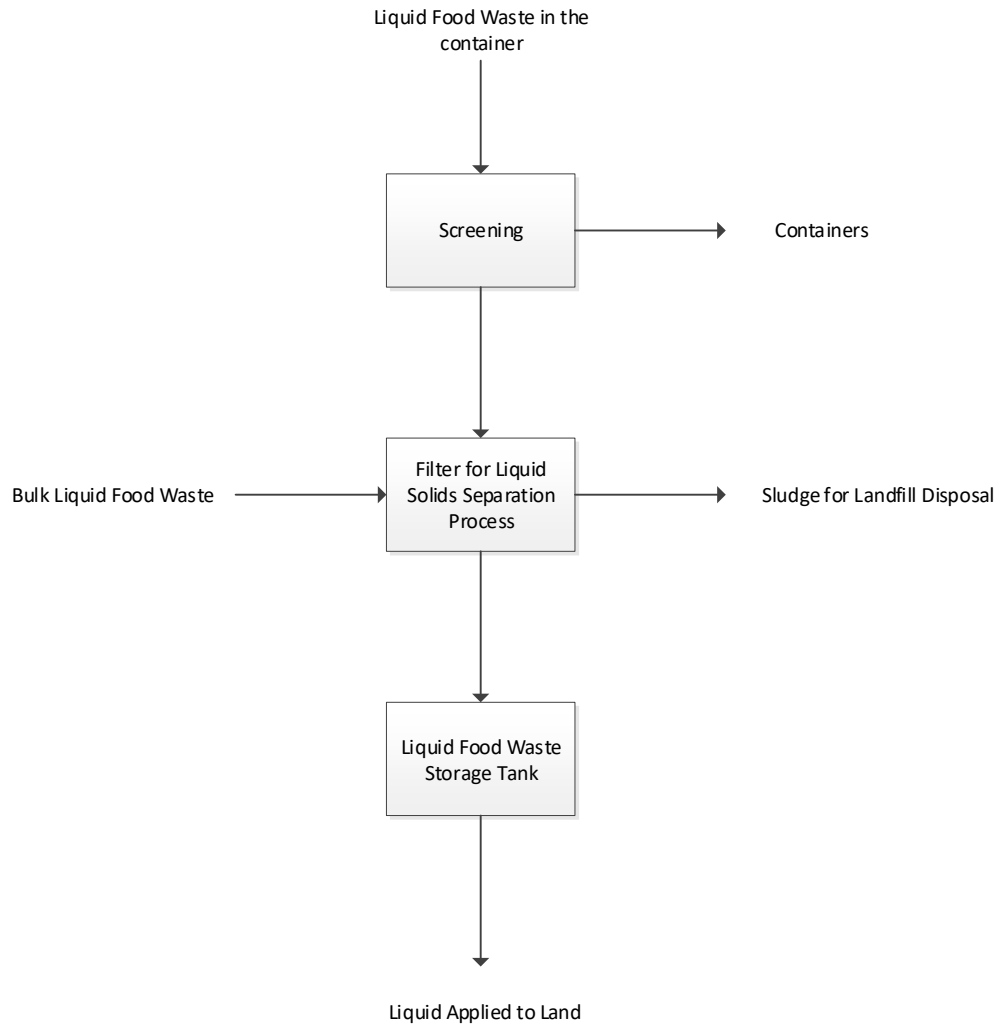 Liquid Food Waste in the
container
Screening
Containers
Filter for Liquid
Solids Separation
Process
Bulk Liquid Food Waste
Sludge for Landfill Disposal
Liquid Food Waste
Storage Tank
Liquid Applied to Land